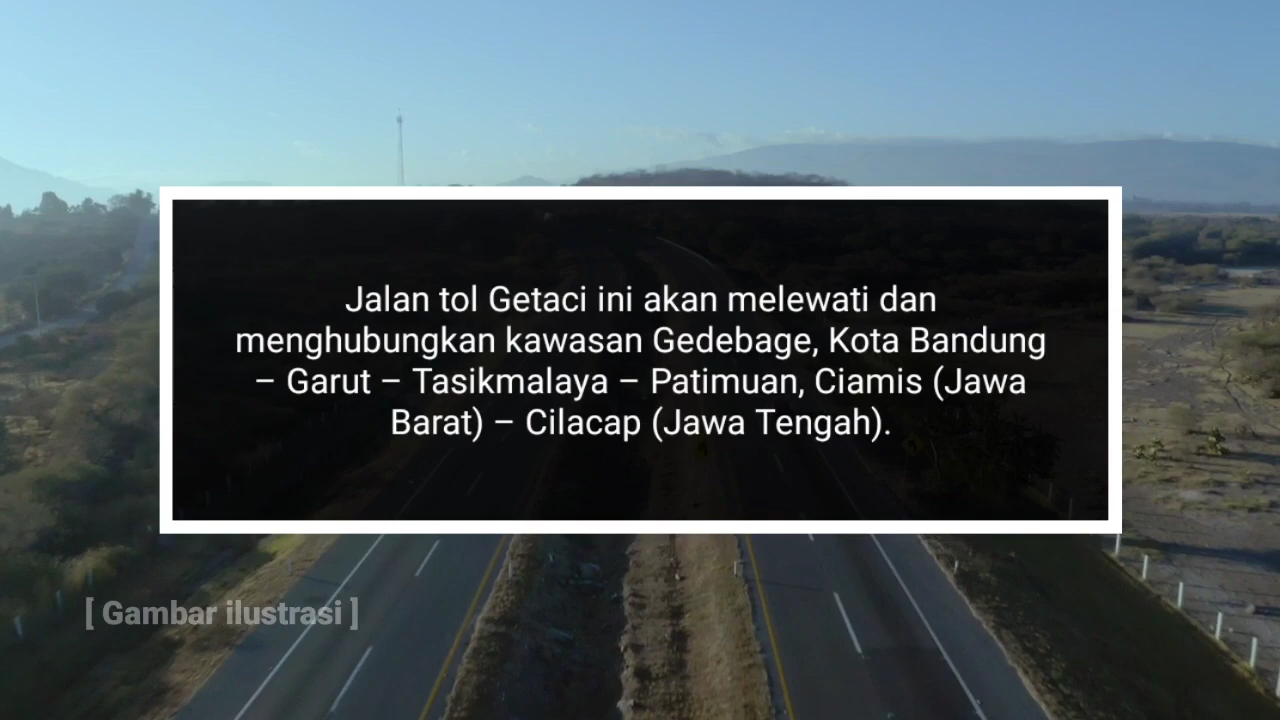 Jalan tol Getaci ini akan melewati dan
menghubungkan kawasan Gedebage, Kota Bandung
– Garut – Tasikmalaya – Patimuan, Ciamis (Jawa
Barat) – Cilacap (Jawa Tengah).
[ Gambar ilustrasi ]